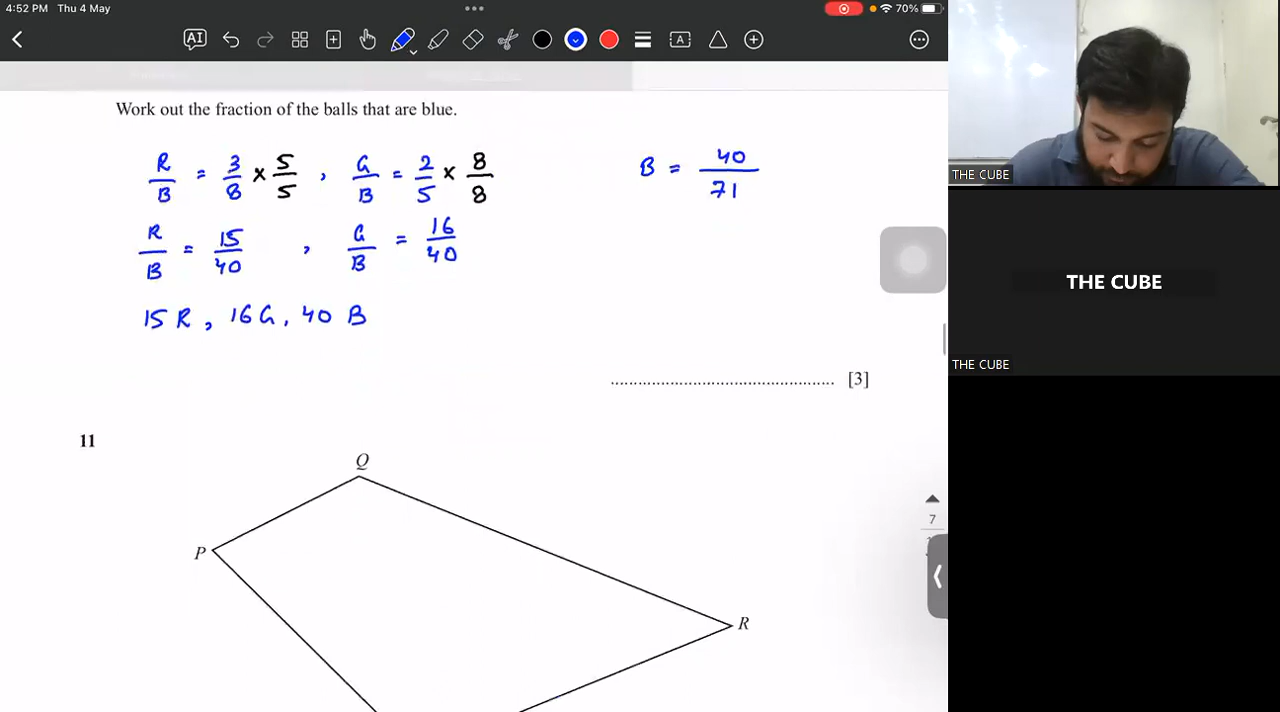 4:52 PM Thu 4 May
70%
AI
A
Work out the fraction of the balls that are blue.
R/B = 3/8 × 5/5 , G/B = 2/5 × 8/8
B = 40/71
R/B = 15/40 , G/B = 16/40
15 R , 16 G , 40 B
[3]
11
Q
P
R
7
THE CUBE
THE CUBE
THE CUBE